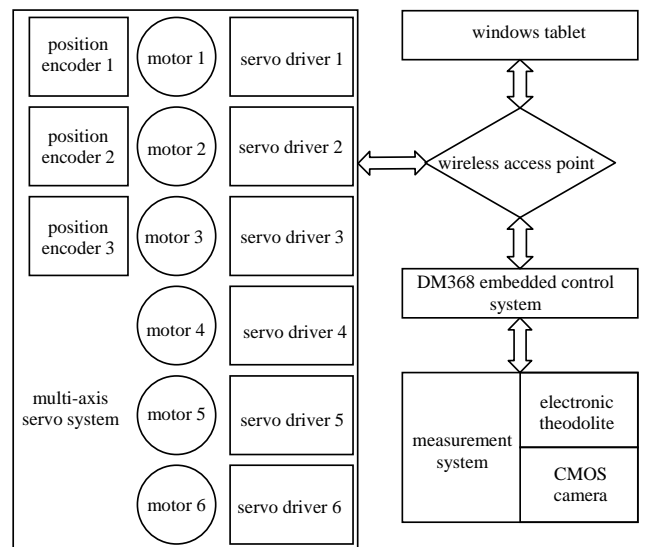 position
encoder 1
motor 1
servo driver 1
position
encoder 2
motor 2
servo driver 2
position
encoder 3
motor 3
servo driver 3
motor 4
servo driver 4
multi-axis
servo system
motor 5
servo driver 5
motor 6
servo driver 6
windows tablet
wireless access point
DM368 embedded control
system
measurement
system
electronic
theodolite
CMOS
camera